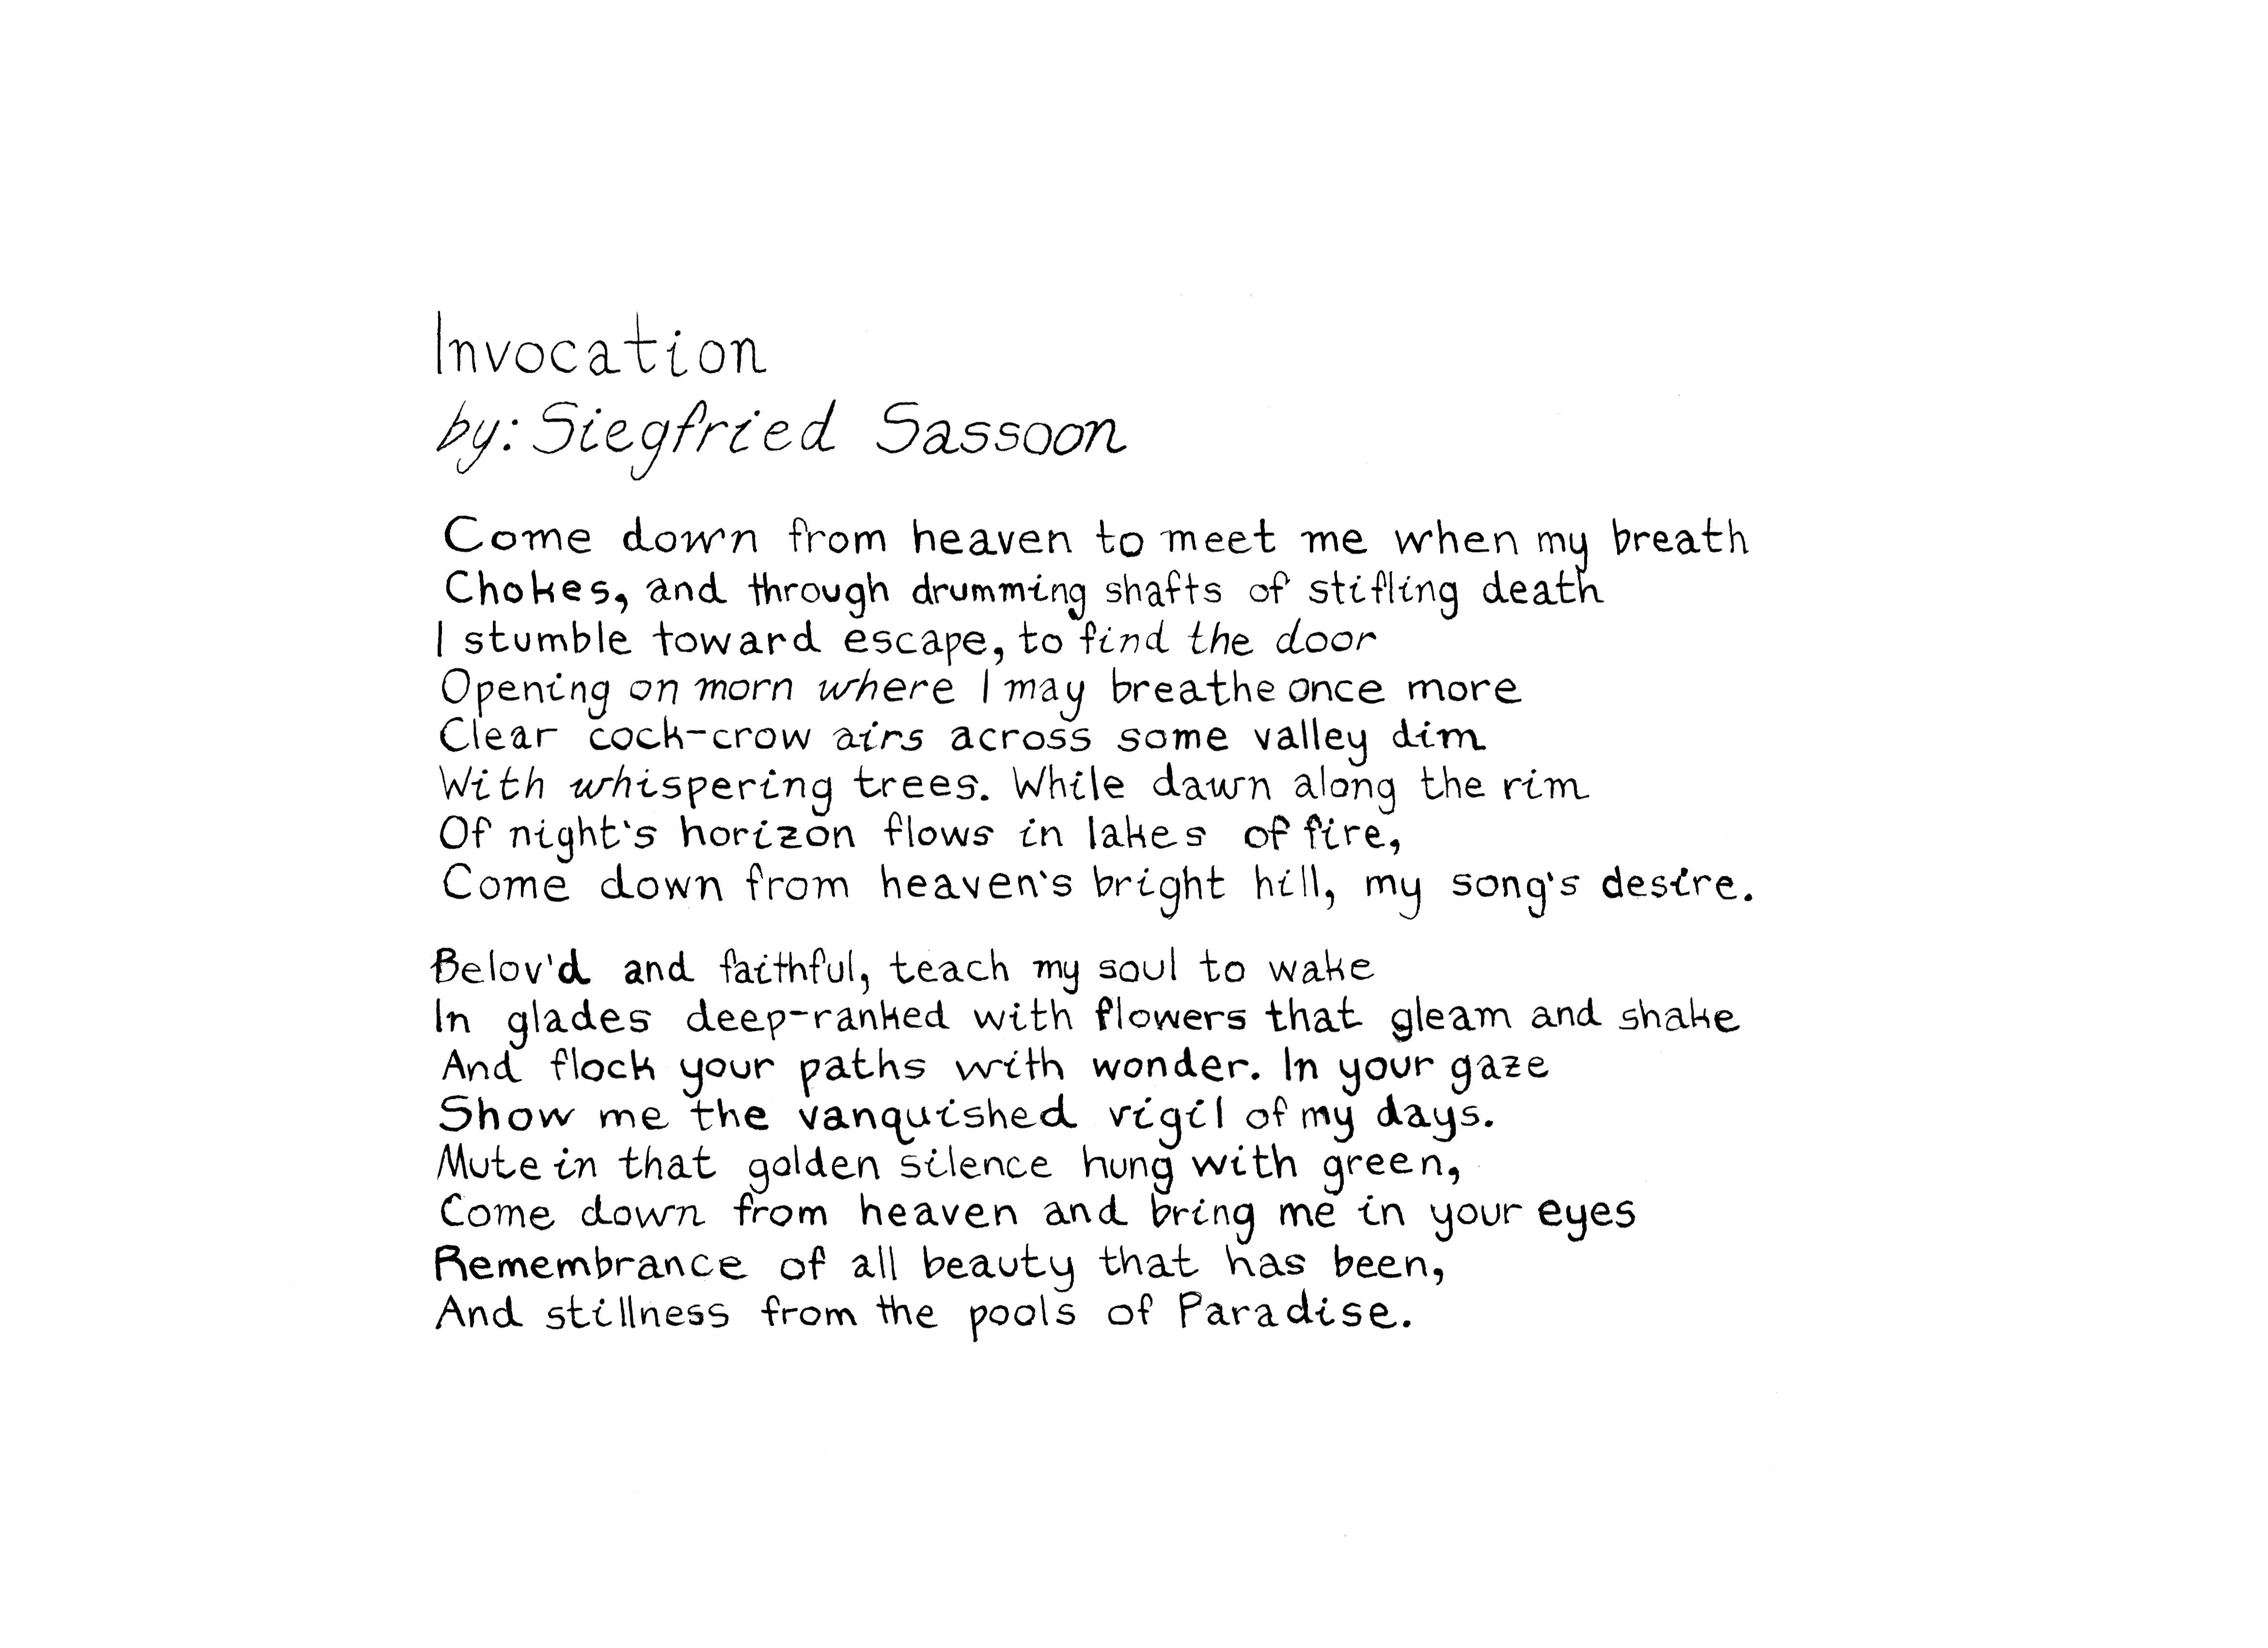 Invocation
by: Siegfried Sassoon
Come down from heaven to meet me when my breath
Chokes, and through drumming shafts of stifling death
I stumble toward escape, to find the door
Opening on morn where I may breathe once more
Clear cock-crow airs across some valley dim
With whispering trees. While dawn along the rim
Of night's horizon flows in lakes of fire,
Come down from heaven's bright hill, my song's desire.
Belov'd and faithful, teach my soul to wake
In glades deep-ranked with flowers that gleam and shake
And flock your paths with wonder. In your gaze
Show me the vanquished vigil of my days.
Mute in that golden silence hung with green,
Come down from heaven and bring me in your eyes
Remembrance of all beauty that has been,
And stillness from the pools of Paradise.